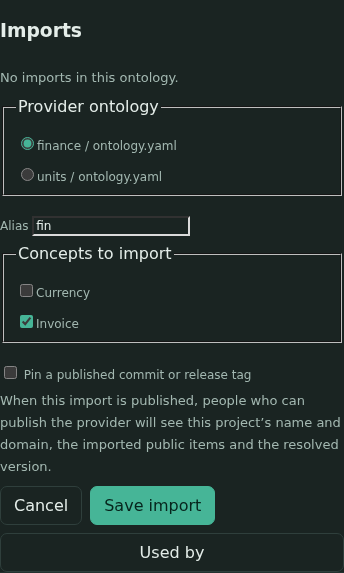 Imports
No imports in this ontology.
Provider ontology
finance / ontology.yaml
units / ontology.yaml
Alias fin
Concepts to import
Currency
Invoice
Pin a published commit or release tag
When this import is published, people who can
publish the provider will see this project’s name and
domain, the imported public items and the resolved
version.
Cancel Save import
Used by